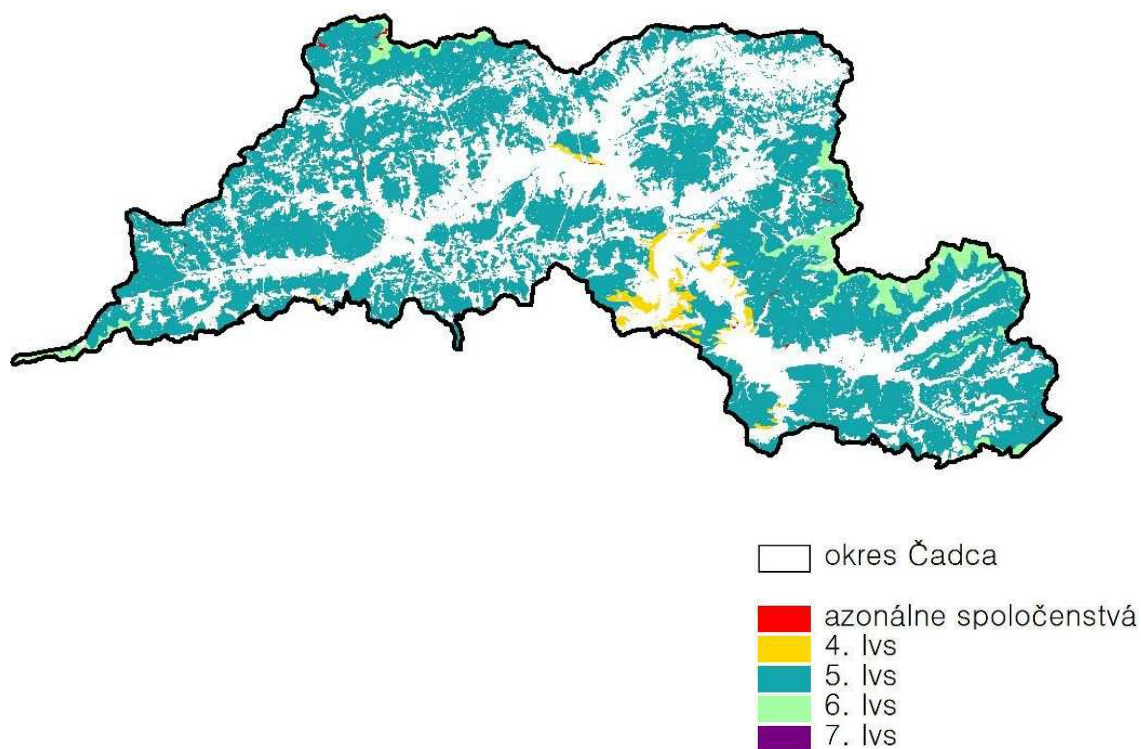 okres Čadca
azonálne spoločenstvá
4. lvs
5. lvs
6. lvs
7. lvs